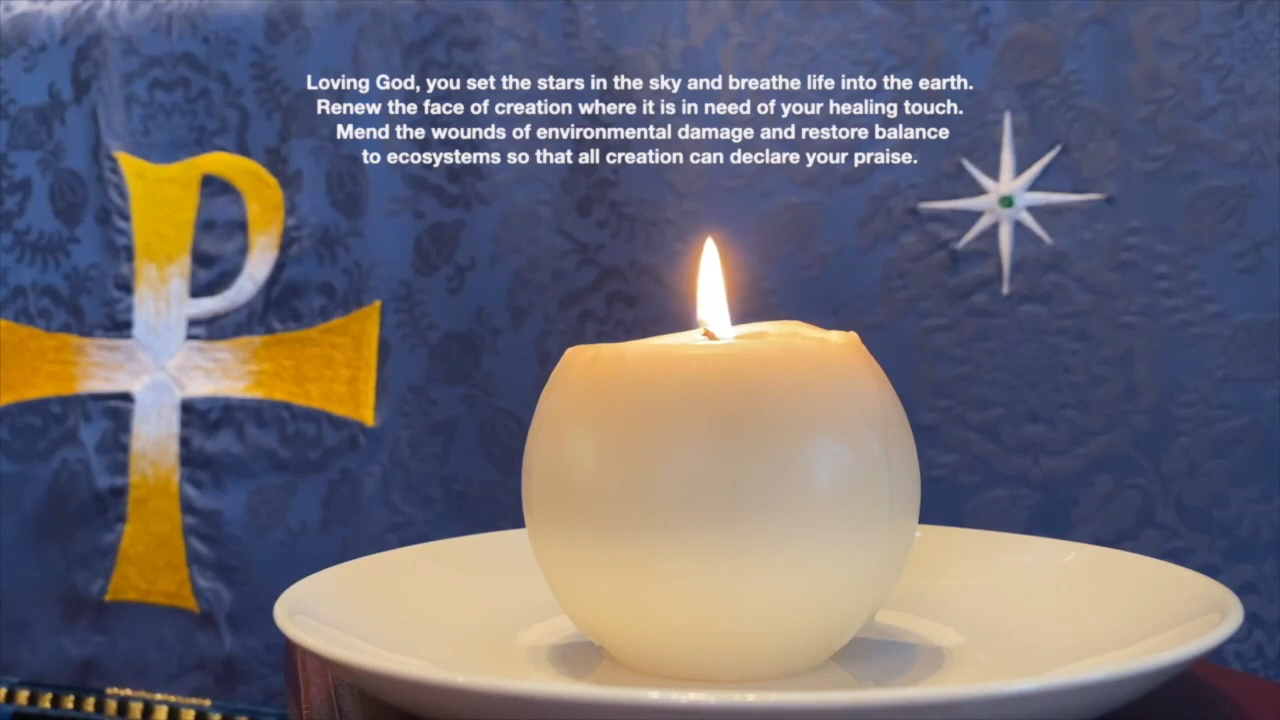 Loving God, you set the stars in the sky and breathe life into the earth.
Renew the face of creation where it is in need of your healing touch.
Mend the wounds of environmental damage and restore balance
to ecosystems so that all creation can declare your praise.